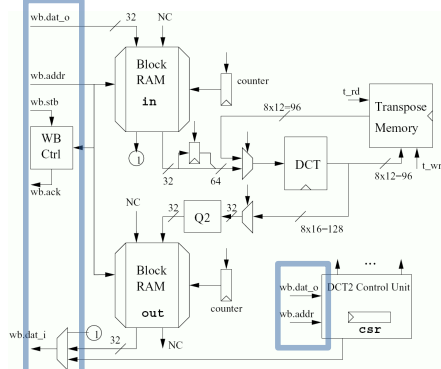 wb.dat_o
32
NC
Block
RAM
in
counter
wb.addr
wb.stb
WB
Ctrl
wb.ack
1
32
64
8x12=96
t_rd
Transpose
Memory
t_wr
DCT
8x12=96
8x16=128
32
Q2
32
NC
Block
RAM
out
counter
32
NC
wb.dat_i
1
...
wb.dat_o
DCT2 Control Unit
wb.addr
csr